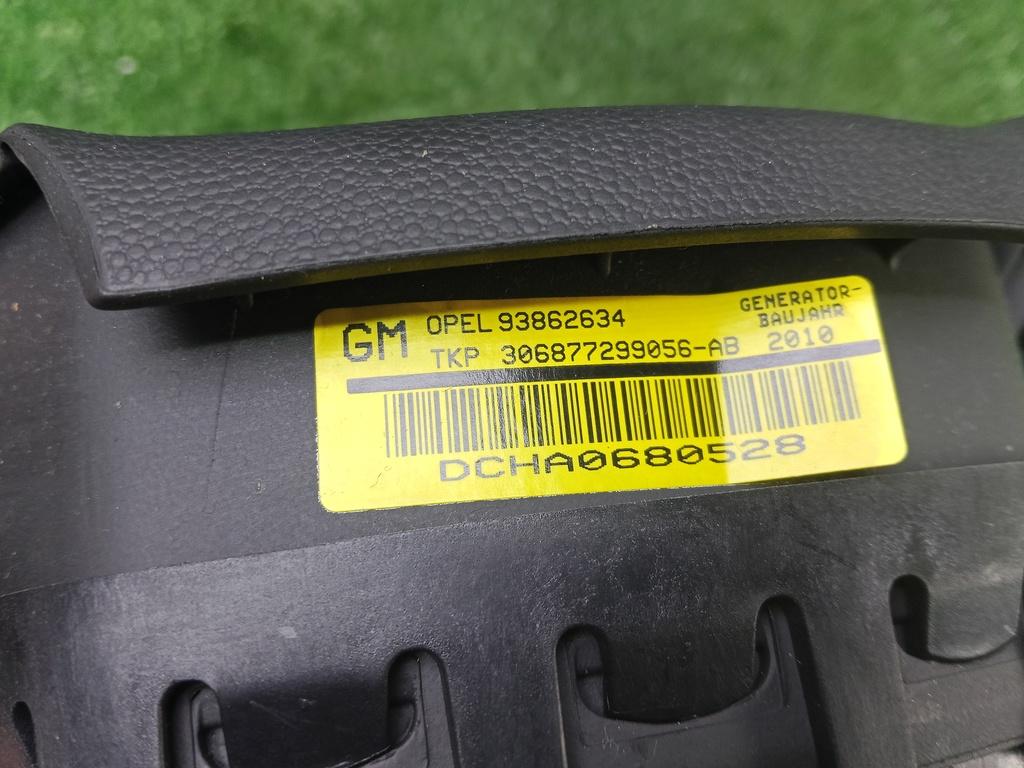 GM OPEL 93862634 GENERATOR-
BAUJAHR
TKP 306877299056-AB 2010
DCHA0680528